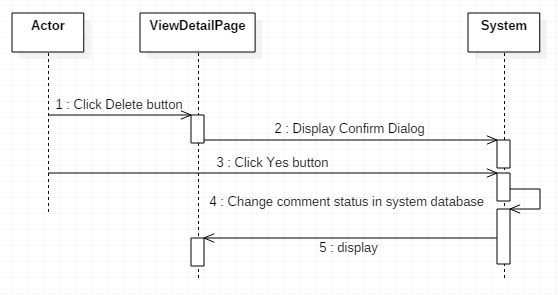 Actor
ViewDetailPage
System
1 : Click Delete button
2 : Display Confirm Dialog
3 : Click Yes button
4 : Change comment status in system database
5 : display